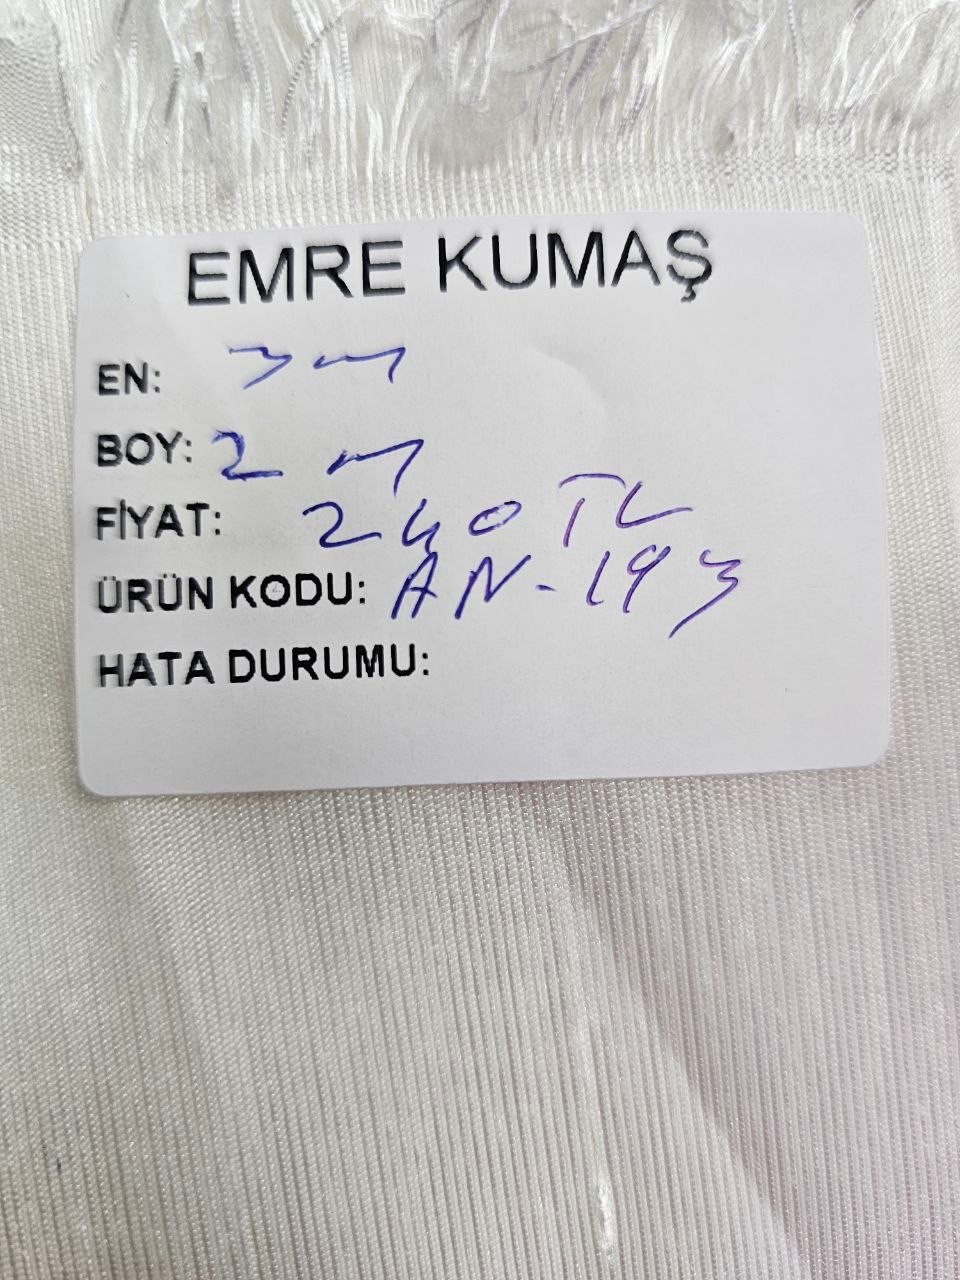 EMRE KUMAŞ
EN: 3 m
BOY: 2 m
FİYAT: 240 TL
ÜRÜN KODU: AN-193
HATA DURUMU: